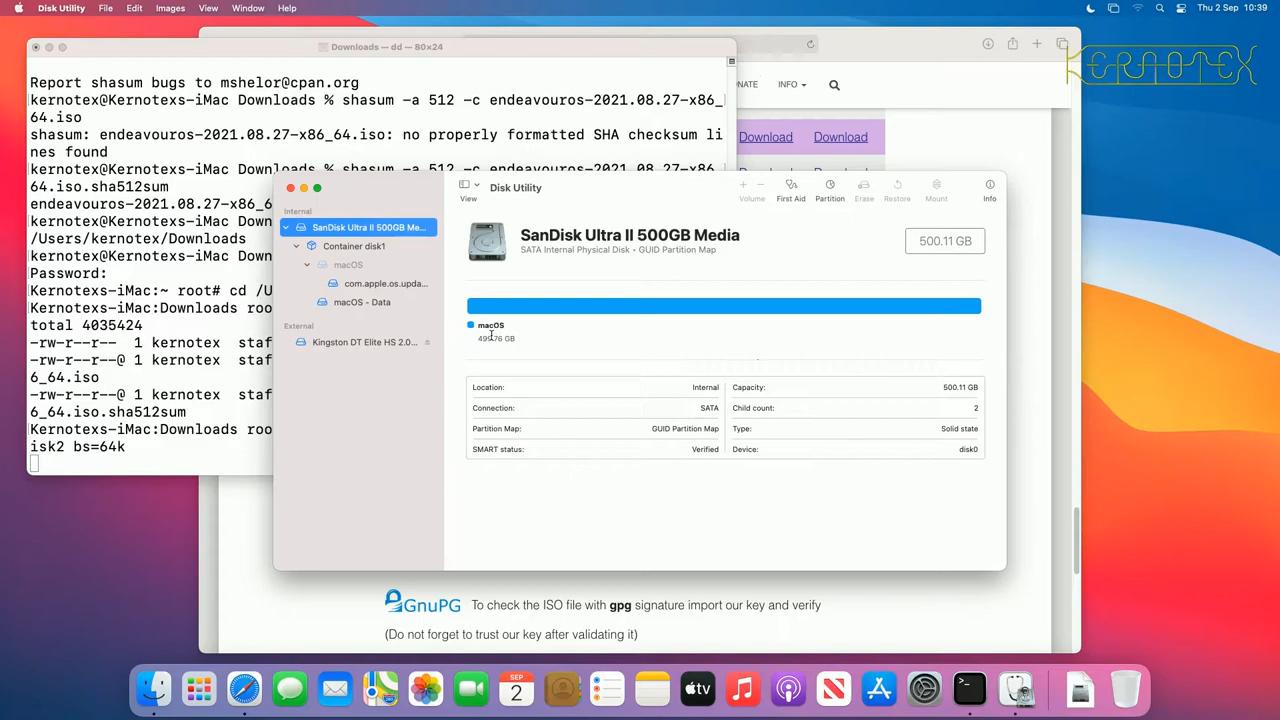 Disk Utility File Edit Images View Window Help
Thu 2 Sep 10:39
KERNOTEX
Downloads — dd — 80×24
Report shasum bugs to mshelor@cpan.org
kernotex@Kernotexs-iMac Downloads % shasum -a 512 -c endeavouros-2021.08.27-x86_
64.iso
shasum: endeavouros-2021.08.27-x86_64.iso: no properly formatted SHA checksum li
nes found
kernotex@Kernotexs-iMac Downloads % shasum -a 512 -c endeavouros-2021.08.27-x86_
64.iso.sha512sum
endeavouros-2021.08.27-x86_6
kernotex@Kernotexs-iMac Dow
/Users/kernotex/Downloads
kernotex@Kernotexs-iMac Dow
Password:
Kernotexs-iMac:~ root# cd /U
Kernotexs-iMac:Downloads roo
total 4035424
-rw-r--r-- 1 kernotex staf
-rw-r--r--@ 1 kernotex staf
6_64.iso
-rw-r--r--@ 1 kernotex staf
6_64.iso.sha512sum
Kernotexs-iMac:Downloads roo
isk2 bs=64k
ONATE INFO
Download Download
View
Disk Utility
Volume First Aid Partition Erase Restore Mount Info
Internal
SanDisk Ultra II 500GB Me...
Container disk1
macOS
com.apple.os.upda...
macOS - Data
External
Kingston DT Elite HS 2.0...
SanDisk Ultra II 500GB Media
SATA Internal Physical Disk • GUID Partition Map
500.11 GB
macOS
499.76 GB
Location: Internal
Connection: SATA
Partition Map: GUID Partition Map
SMART status: Verified
Capacity: 500.11 GB
Child count: 2
Type: Solid state
Device: disk0
GnuPG To check the ISO file with gpg signature import our key and verify
(Do not forget to trust our key after validating it)
SEP
2
tv